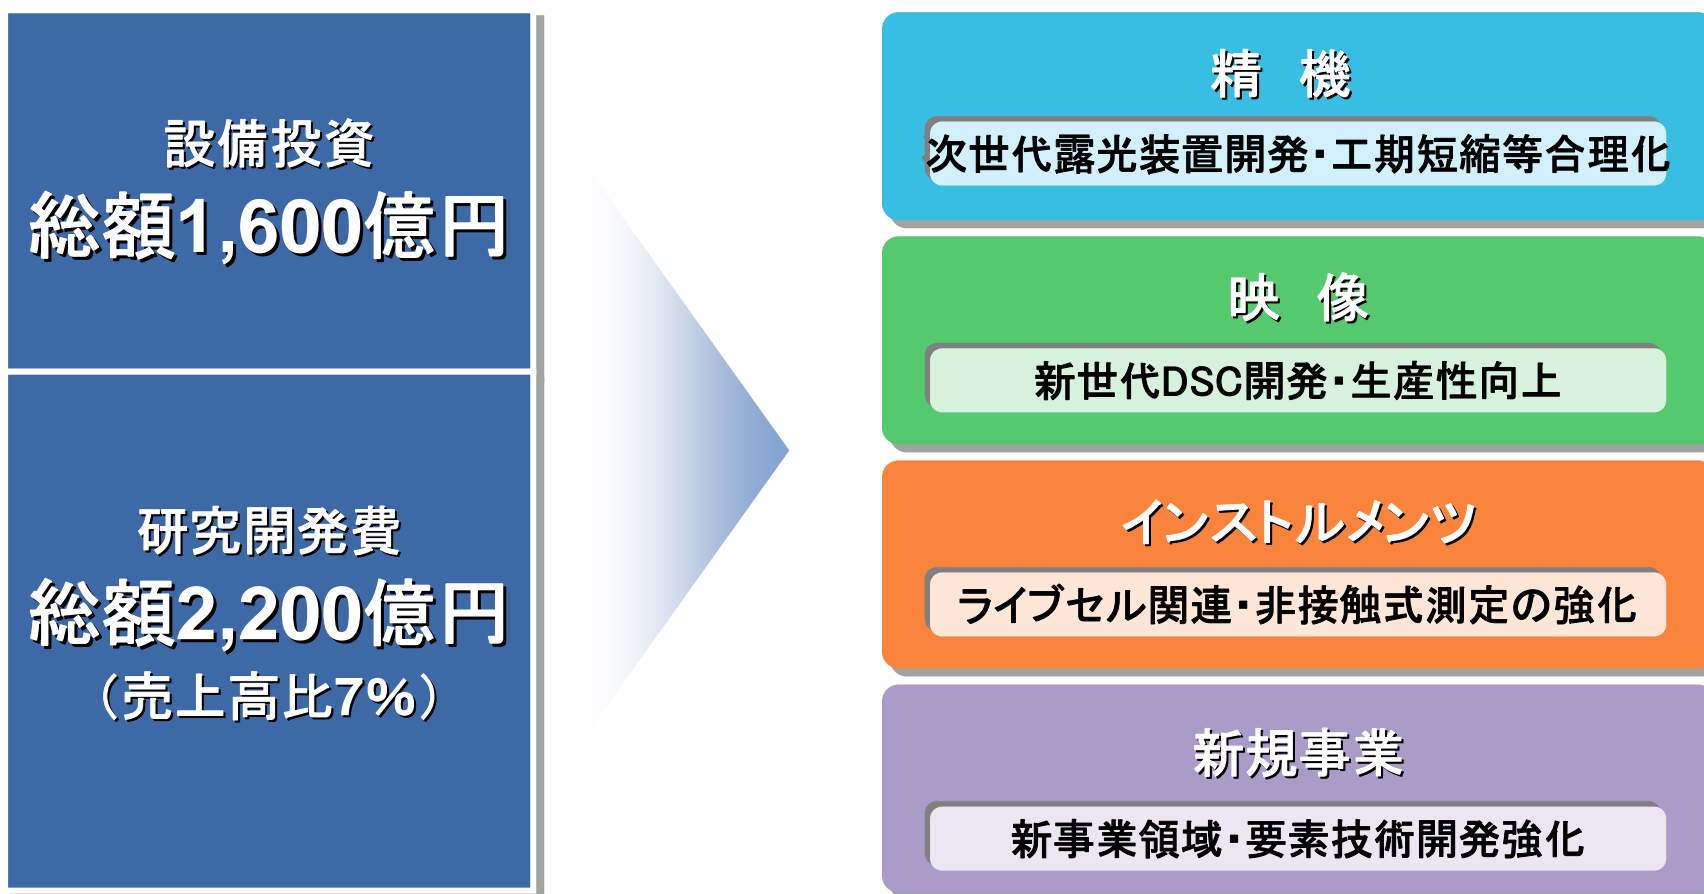 設備投資
総額1,600億円
研究開発費
総額2,200億円
（売上高比7%）
精　機
次世代露光装置開発・工期短縮等合理化
映　像
新世代DSC開発・生産性向上
インストルメンツ
ライブセル関連・非接触式測定の強化
新規事業
新事業領域・要素技術開発強化